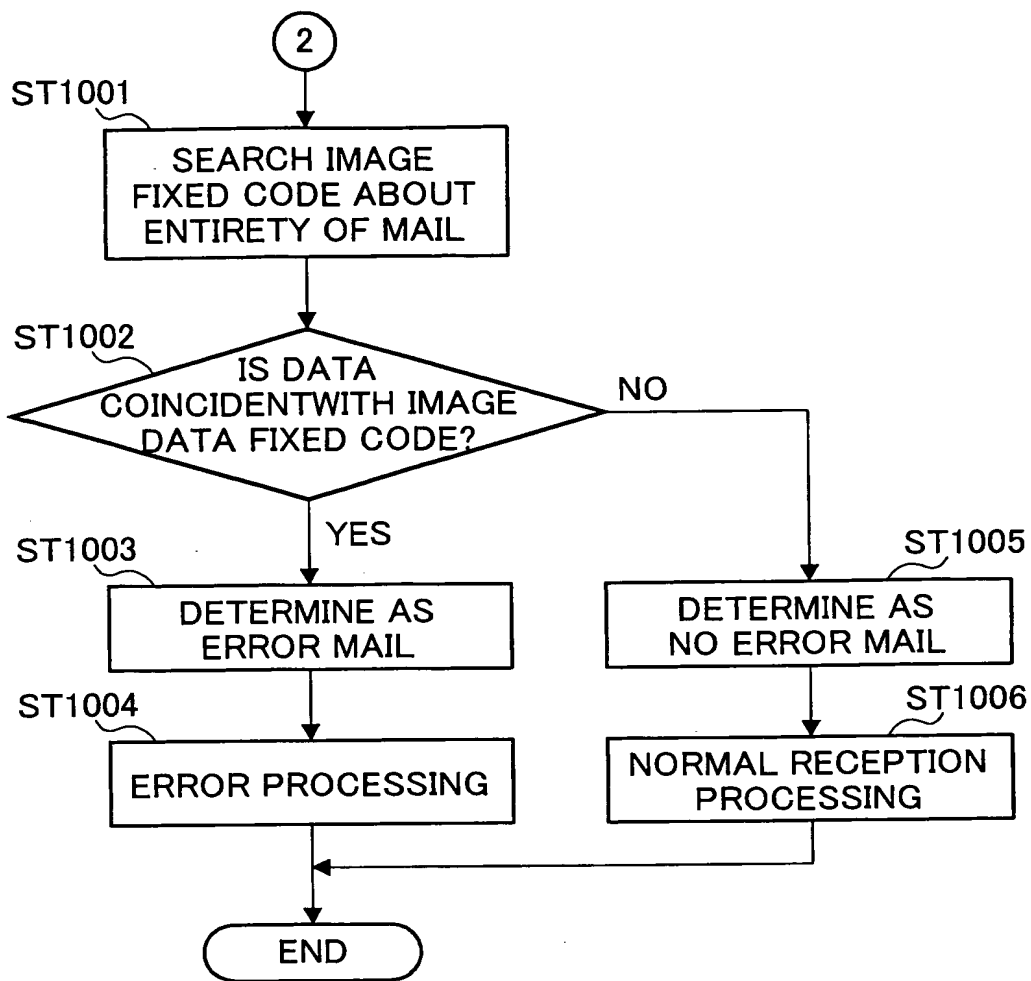 2
ST1001
SEARCH IMAGE
FIXED CODE ABOUT
ENTIRETY OF MAIL
ST1002
IS DATA
COINCIDENTWITH IMAGE
DATA FIXED CODE?
NO
YES
ST1003
DETERMINE AS
ERROR MAIL
ST1005
DETERMINE AS
NO ERROR MAIL
ST1004
ERROR PROCESSING
ST1006
NORMAL RECEPTION
PROCESSING
END